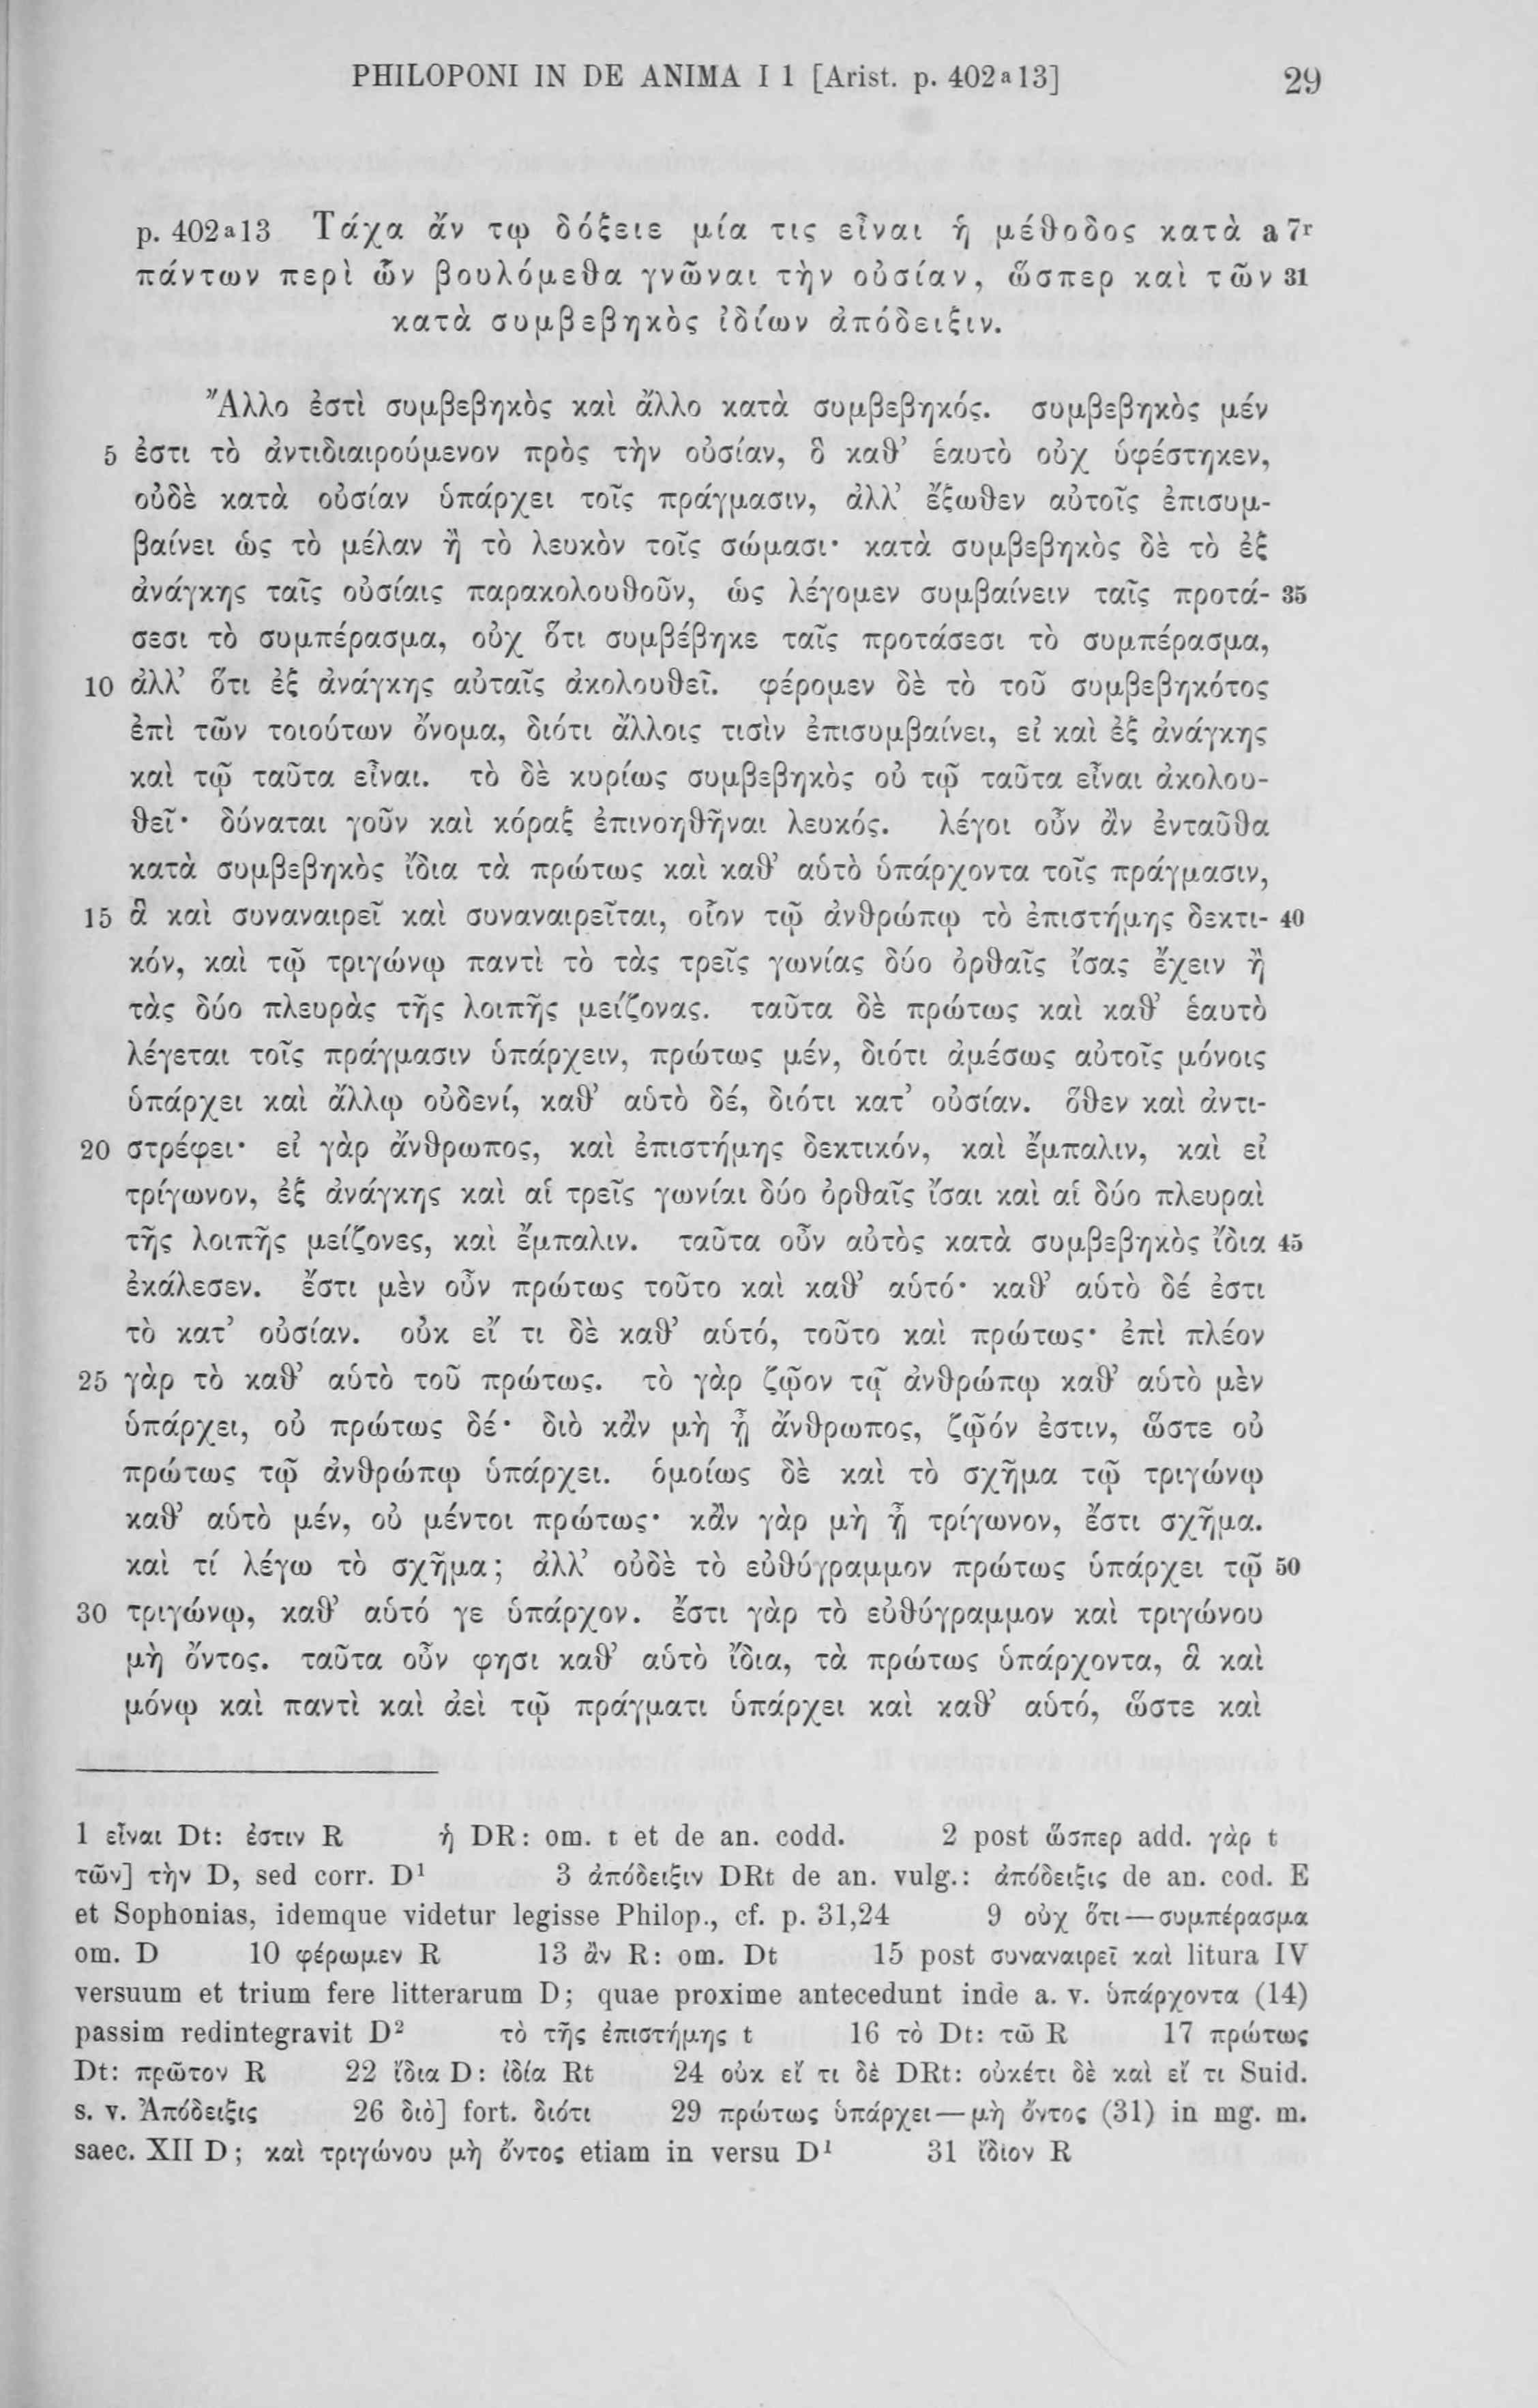 PHILOPONI IN DE ANIMA I 1 [Arist. p. 402ᵃ13] 29
p. 402ᵃ13 Τάχα ἄν τῳ δόξειε μία τις εἶναι ἡ μέθοδος κατὰ a 7ʳ
πάντων περὶ ὧν βουλόμεθα γνῶναι τὴν οὐσίαν, ὥσπερ καὶ τῶν 31
κατὰ συμβεβηκὸς ἰδίων ἀπόδειξιν.
Ἄλλο ἐστὶ συμβεβηκὸς καὶ ἄλλο κατὰ συμβεβηκός. συμβεβηκὸς μέν
5 ἐστι τὸ ἀντιδιαιρούμενον πρὸς τὴν οὐσίαν, ὃ καθ’ ἑαυτὸ οὐχ ὑφέστηκεν,
οὐδὲ κατὰ οὐσίαν ὑπάρχει τοῖς πράγμασιν, ἀλλ’ ἔξωθεν αὐτοῖς ἐπισυμ-
βαίνει ὡς τὸ μέλαν ἢ τὸ λευκὸν τοῖς σώμασι· κατὰ συμβεβηκὸς δὲ τὸ ἐξ
ἀνάγκης ταῖς οὐσίαις παρακολουθοῦν, ὡς λέγομεν συμβαίνειν ταῖς προτά- 35
σεσι τὸ συμπέρασμα, οὐχ ὅτι συμβέβηκε ταῖς προτάσεσι τὸ συμπέρασμα,
10 ἀλλ’ ὅτι ἐξ ἀνάγκης αὐταῖς ἀκολουθεῖ. φέρομεν δὲ τὸ τοῦ συμβεβηκότος
ἐπὶ τῶν τοιούτων ὄνομα, διότι ἄλλοις τισὶν ἐπισυμβαίνει, εἰ καὶ ἐξ ἀνάγκης
καὶ τῷ ταῦτα εἶναι. τὸ δὲ κυρίως συμβεβηκὸς οὐ τῷ ταῦτα εἶναι ἀκολου-
θεῖ· δύναται γοῦν καὶ κόραξ ἐπινοηθῆναι λευκός. λέγοι οὖν ἂν ἐνταῦθα
κατὰ συμβεβηκὸς ἴδια τὰ πρώτως καὶ καθ’ αὑτὸ ὑπάρχοντα τοῖς πράγμασιν,
15 ἃ καὶ συναναιρεῖ καὶ συναναιρεῖται, οἷον τῷ ἀνθρώπῳ τὸ ἐπιστήμης δεκτι- 40
κόν, καὶ τῷ τριγώνῳ παντὶ τὸ τὰς τρεῖς γωνίας δύο ὀρθαῖς ἴσας ἔχειν ἢ
τὰς δύο πλευρὰς τῆς λοιπῆς μείζονας. ταῦτα δὲ πρώτως καὶ καθ’ ἑαυτὸ
λέγεται τοῖς πράγμασιν ὑπάρχειν, πρώτως μέν, διότι ἀμέσως αὐτοῖς μόνοις
ὑπάρχει καὶ ἄλλῳ οὐδενί, καθ’ αὑτὸ δέ, διότι κατ’ οὐσίαν. ὅθεν καὶ ἀντι-
20 στρέφει· εἰ γὰρ ἄνθρωπος, καὶ ἐπιστήμης δεκτικόν, καὶ ἔμπαλιν, καὶ εἰ
τρίγωνον, ἐξ ἀνάγκης καὶ αἱ τρεῖς γωνίαι δύο ὀρθαῖς ἴσαι καὶ αἱ δύο πλευραὶ
τῆς λοιπῆς μείζονες, καὶ ἔμπαλιν. ταῦτα οὖν αὐτὸς κατὰ συμβεβηκὸς ἴδια 45
ἐκάλεσεν. ἔστι μὲν οὖν πρώτως τοῦτο καὶ καθ’ αὑτό· καθ’ αὑτὸ δέ ἐστι
τὸ κατ’ οὐσίαν. οὐκ εἴ τι δὲ καθ’ αὑτό, τοῦτο καὶ πρώτως· ἐπὶ πλέον
25 γὰρ τὸ καθ’ αὑτὸ τοῦ πρώτως. τὸ γὰρ ζῷον τῷ ἀνθρώπῳ καθ’ αὑτὸ μὲν
ὑπάρχει, οὐ πρώτως δέ· διὸ κἂν μὴ ᾖ ἄνθρωπος, ζῷόν ἐστιν, ὥστε οὐ
πρώτως τῷ ἀνθρώπῳ ὑπάρχει. ὁμοίως δὲ καὶ τὸ σχῆμα τῷ τριγώνῳ
καθ’ αὑτὸ μέν, οὐ μέντοι πρώτως· κἂν γὰρ μὴ ᾖ τρίγωνον, ἔστι σχῆμα.
καὶ τί λέγω τὸ σχῆμα; ἀλλ’ οὐδὲ τὸ εὐθύγραμμον πρώτως ὑπάρχει τῷ 50
30 τριγώνῳ, καθ’ αὑτό γε ὑπάρχον. ἔστι γὰρ τὸ εὐθύγραμμον καὶ τριγώνου
μὴ ὄντος. ταῦτα οὖν φησι καθ’ αὑτὸ ἴδια, τὰ πρώτως ὑπάρχοντα, ἃ καὶ
μόνῳ καὶ παντὶ καὶ ἀεὶ τῷ πράγματι ὑπάρχει καὶ καθ’ αὑτό, ὥστε καὶ
1 εἶναι Dt: ἐστιν R ἡ DR: om. t et de an. codd. 2 post ὥσπερ add. γὰρ t
τῶν] τὴν D, sed corr. D¹ 3 ἀπόδειξιν DRt de an. vulg.: ἀπόδειξις de an. cod. E
et Sophonias, idemque videtur legisse Philop., cf. p. 31,24 9 οὐχ ὅτι — συμπέρασμα
om. D 10 φέρωμεν R 13 ἂν R: om. Dt 15 post συναναιρεῖ καὶ litura IV
versuum et trium fere litterarum D; quae proxime antecedunt inde a. v. ὑπάρχοντα (14)
passim redintegravit D² τὸ τῆς ἐπιστήμης t 16 τὸ Dt: τῶ R 17 πρώτως
Dt: πρῶτον R 22 ἴδια D: ἰδία Rt 24 οὐκ εἴ τι δὲ DRt: οὐκέτι δὲ καὶ εἴ τι Suid.
s. v. Ἀπόδειξις 26 διὸ] fort. διότι 29 πρώτως ὑπάρχει — μὴ ὄντος (31) in mg. m.
saec. XII D; καὶ τριγώνου μὴ ὄντος etiam in versu D¹ 31 ἴδιον R